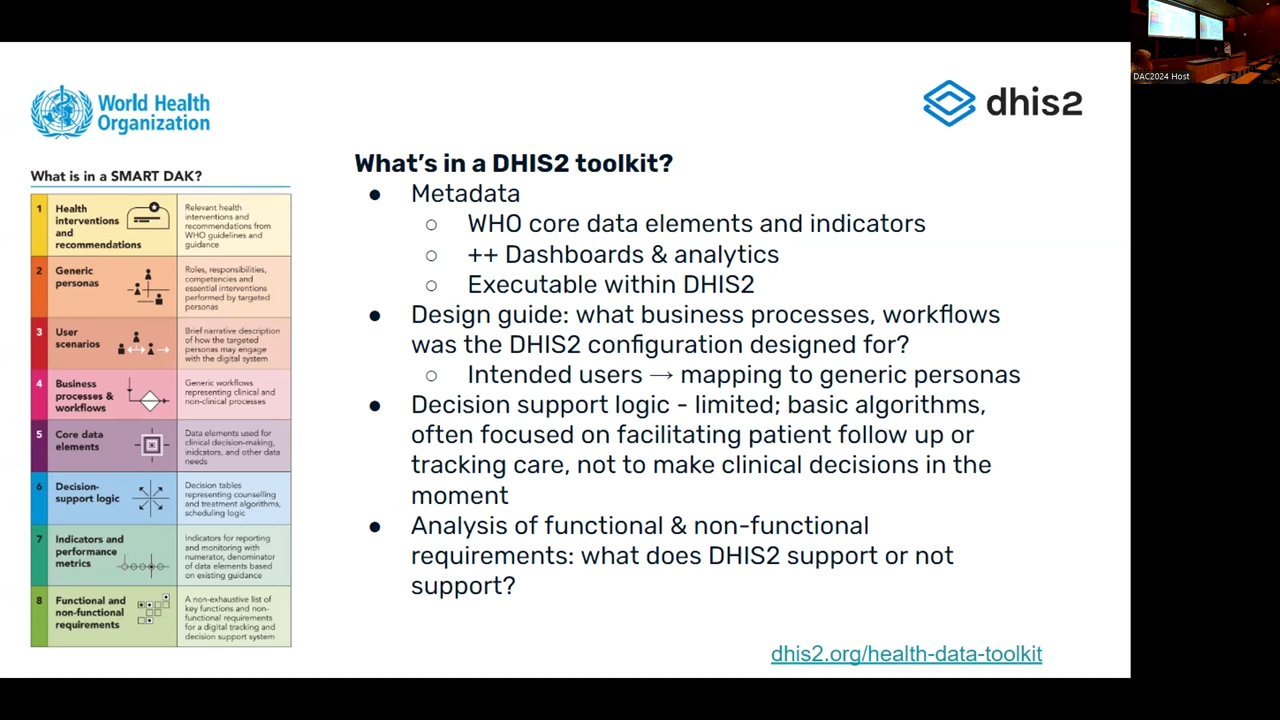 World Health
Organization
dhis2
DAC2024 Host
What is in a SMART DAK?
1
Health
interventions
and
recommendations
Relevant health
interventions and
recommendations from
WHO guidelines and
guidance
2
Generic
personas
Roles, responsibilities,
competencies and
essential interventions
performed by targeted
personas
3
User
scenarios
Brief narrative description
of how the targeted
personas may engage
with the digital system
4
Business
processes &
workflows
Generic workflows
representing clinical and
non-clinical processes
5
Core data
elements
Data elements used for
clinical decision-making,
inidcators, and other data
needs
6
Decision-
support logic
Decision tables
representing counselling
and treatment algorithms,
scheduling logic
7
Indicators and
performance
metrics
Indicators for reporting
and monitoring with
numerator, denominator
of data elements based
on existing guidance
8
Functional and
non-functional
requirements
A non-exhaustive list of
key functions and non-
functional requirements
for a digital tracking and
decision support system
What's in a DHIS2 toolkit?
● Metadata
○ WHO core data elements and indicators
○ ++ Dashboards & analytics
○ Executable within DHIS2
● Design guide: what business processes, workflows
was the DHIS2 configuration designed for?
○ Intended users → mapping to generic personas
● Decision support logic - limited; basic algorithms,
often focused on facilitating patient follow up or
tracking care, not to make clinical decisions in the
moment
● Analysis of functional & non-functional
requirements: what does DHIS2 support or not
support?
dhis2.org/health-data-toolkit